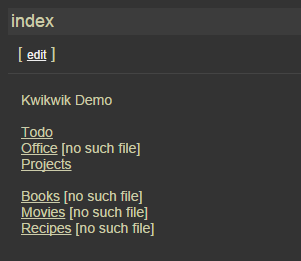 index
[ edit ]
Kwikwik Demo
Todo
Office [no such file]
Projects
Books [no such file]
Movies [no such file]
Recipes [no such file]